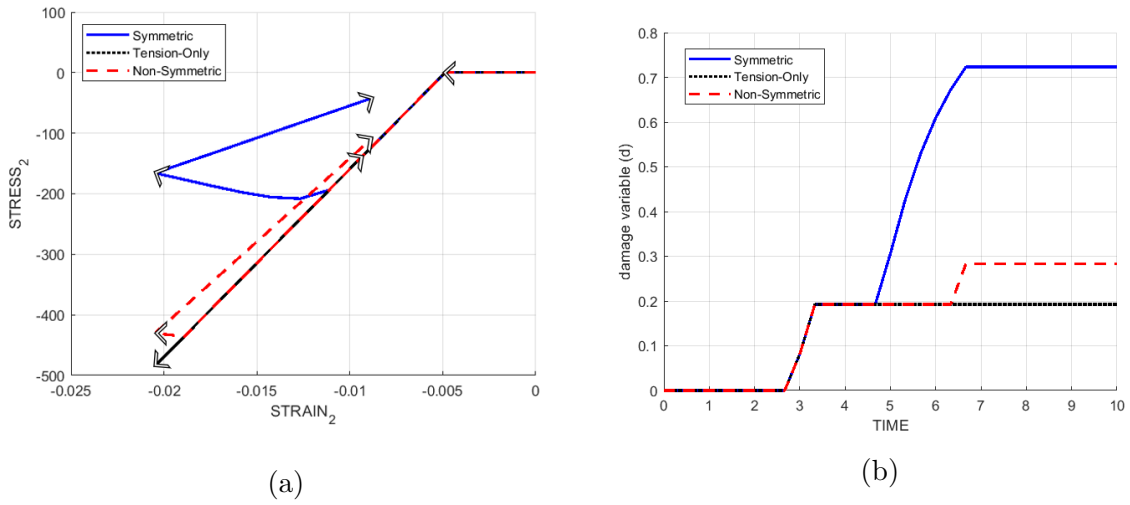 100
0
-100
-200
-300
-400
-500
-0.025
-0.02
-0.015
-0.01
-0.005
0
STRAIN2
STRESS2
Symmetric
Tension-Only
Non-Symmetric
(a)
0.8
0.7
0.6
0.5
0.4
0.3
0.2
0.1
0
0 1 2 3 4 5 6 7 8 9 10
TIME
damage variable (d)
Symmetric
Tension-Only
Non-Symmetric
(b)